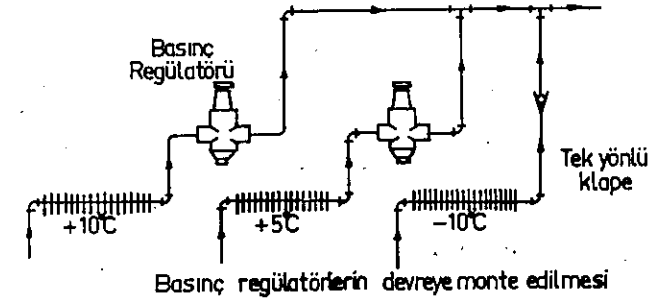 Basınç
Regülatörü
Tek yönlü
klape
+10°C
+5°C
-10°C
Basınç regülatörlerin devreye monte edilmesi